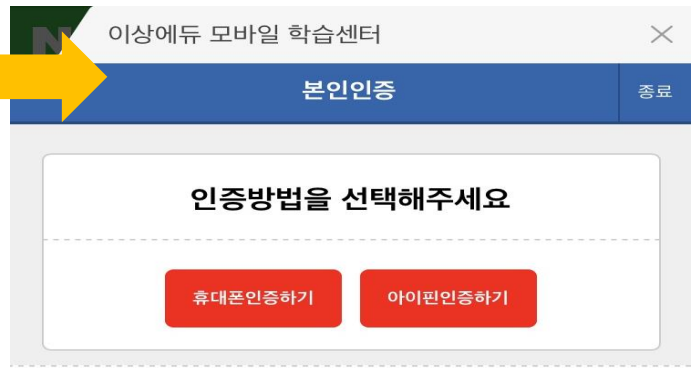 N
이상에듀 모바일 학습센터
본인인증
종료
인증방법을 선택해주세요
휴대폰인증하기
아이핀인증하기